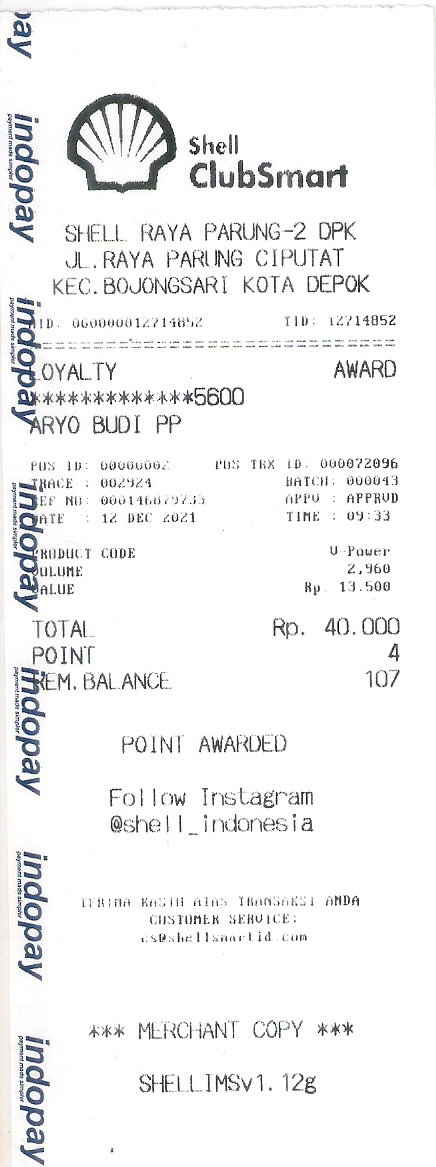 Shell
ClubSmart
SHELL RAYA PARUNG-2 DPK
JL.RAYA PARUNG CIPUTAT
KEC.BOJONGSARI KOTA DEPOK
MID: 000000012714852 TID: 12714852
================================================
LOYALTY AWARD
*************5600
ARYO BUDI PP
POS ID: 00000002 POS TRX ID: 000072096
TRACE : 002924 BATCH: 000043
REF NO: 000146829735 APPV : APPRVD
DATE : 12 DEC 2021 TIME : 09:33
PRODUCT CODE V-Power
VOLUME 2,960
VALUE Rp. 13.500
TOTAL Rp. 40.000
POINT 4
REM.BALANCE 107
POINT AWARDED
Follow Instagram
@shell_indonesia
TERIMA KASIH ATAS TRANSAKSI ANDA
CUSTOMER SERVICE:
cs@shellsmartid.com
*** MERCHANT COPY ***
SHELLIMSv1.12g
indopay
payment made simpler
indopay
payment made simpler
indopay
payment made simpler
indopay
payment made simpler
indopay
payment made simpler
indopay
payment made simpler